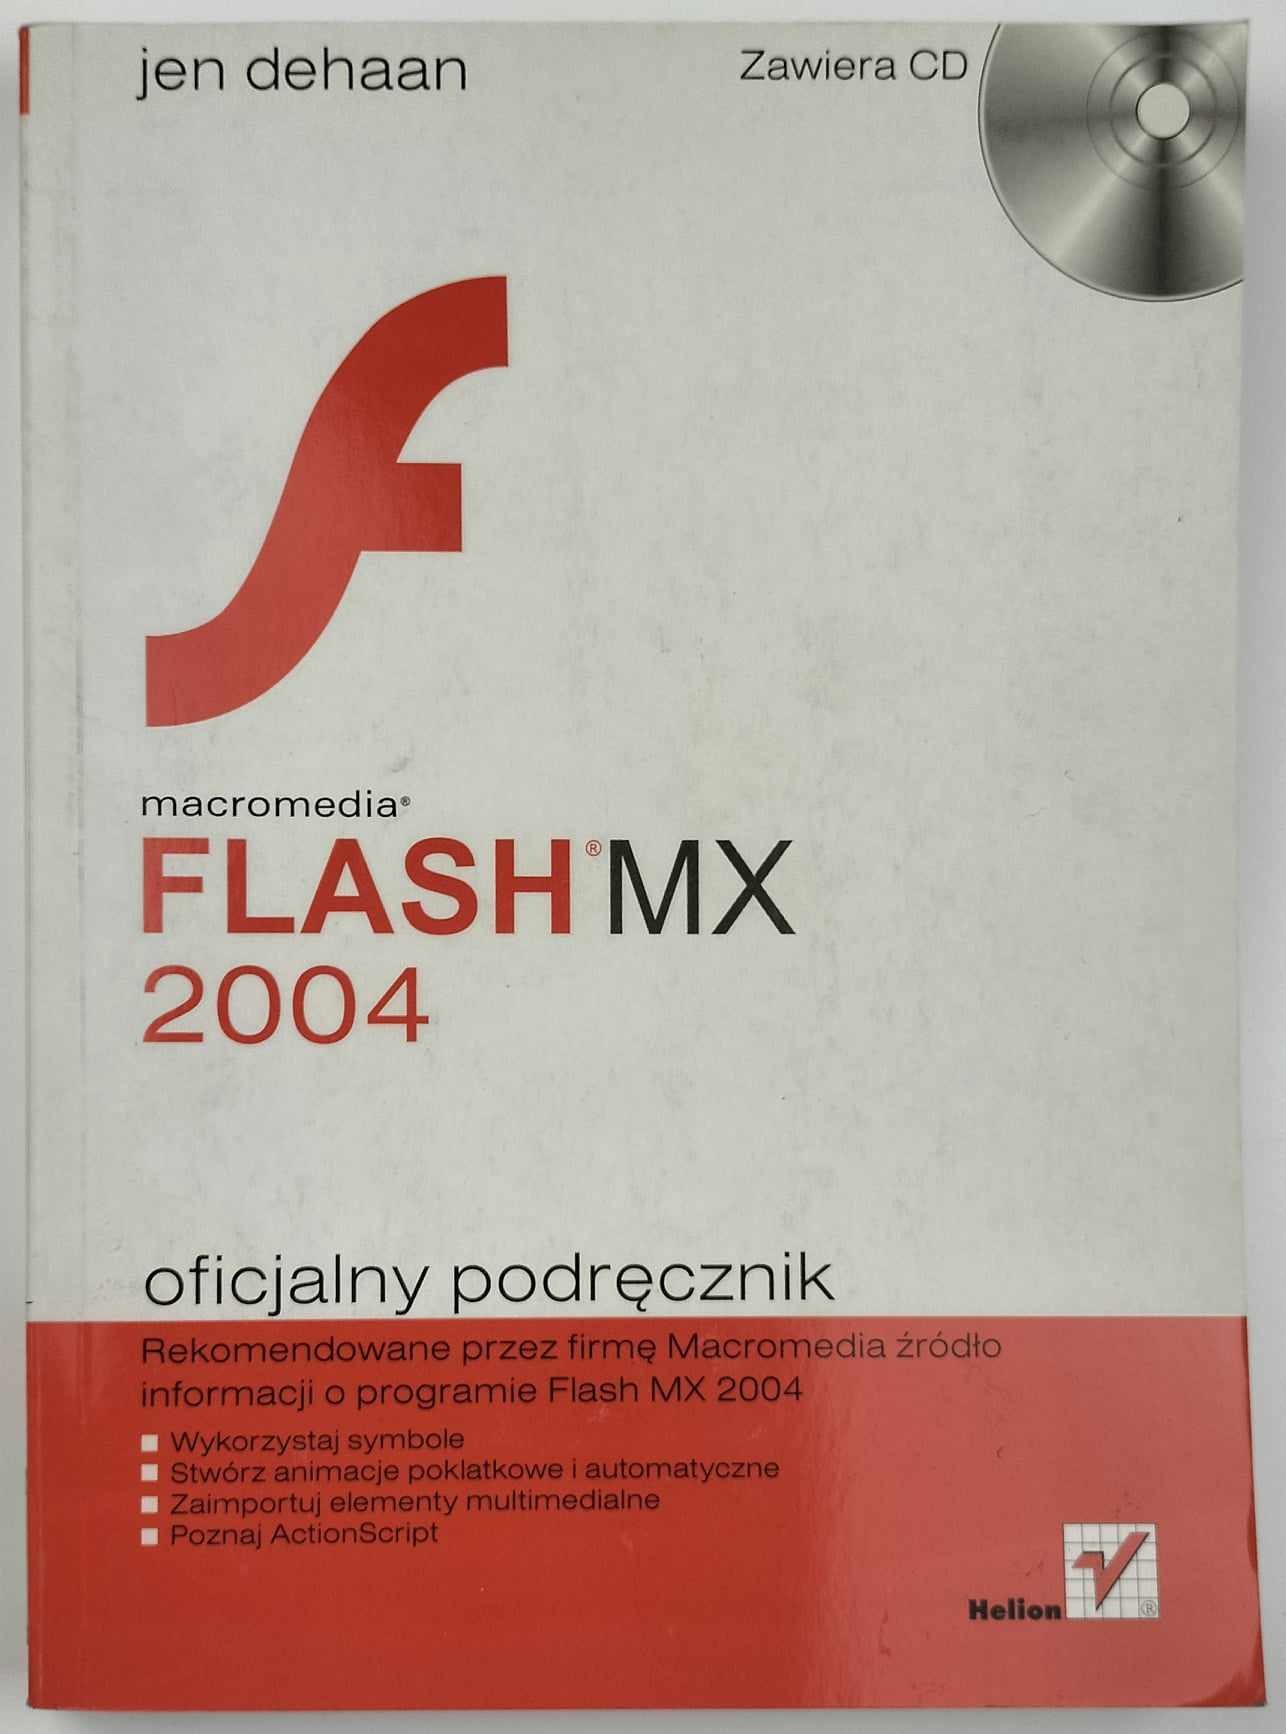 jen dehaan
Zawiera CD
macromedia®
FLASH®MX
2004
oficjalny podręcznik
Rekomendowane przez firmę Macromedia źródło
informacji o programie Flash MX 2004
Wykorzystaj symbole
Stwórz animacje poklatkowe i automatyczne
Zaimportuj elementy multimedialne
Poznaj ActionScript
Helion ®